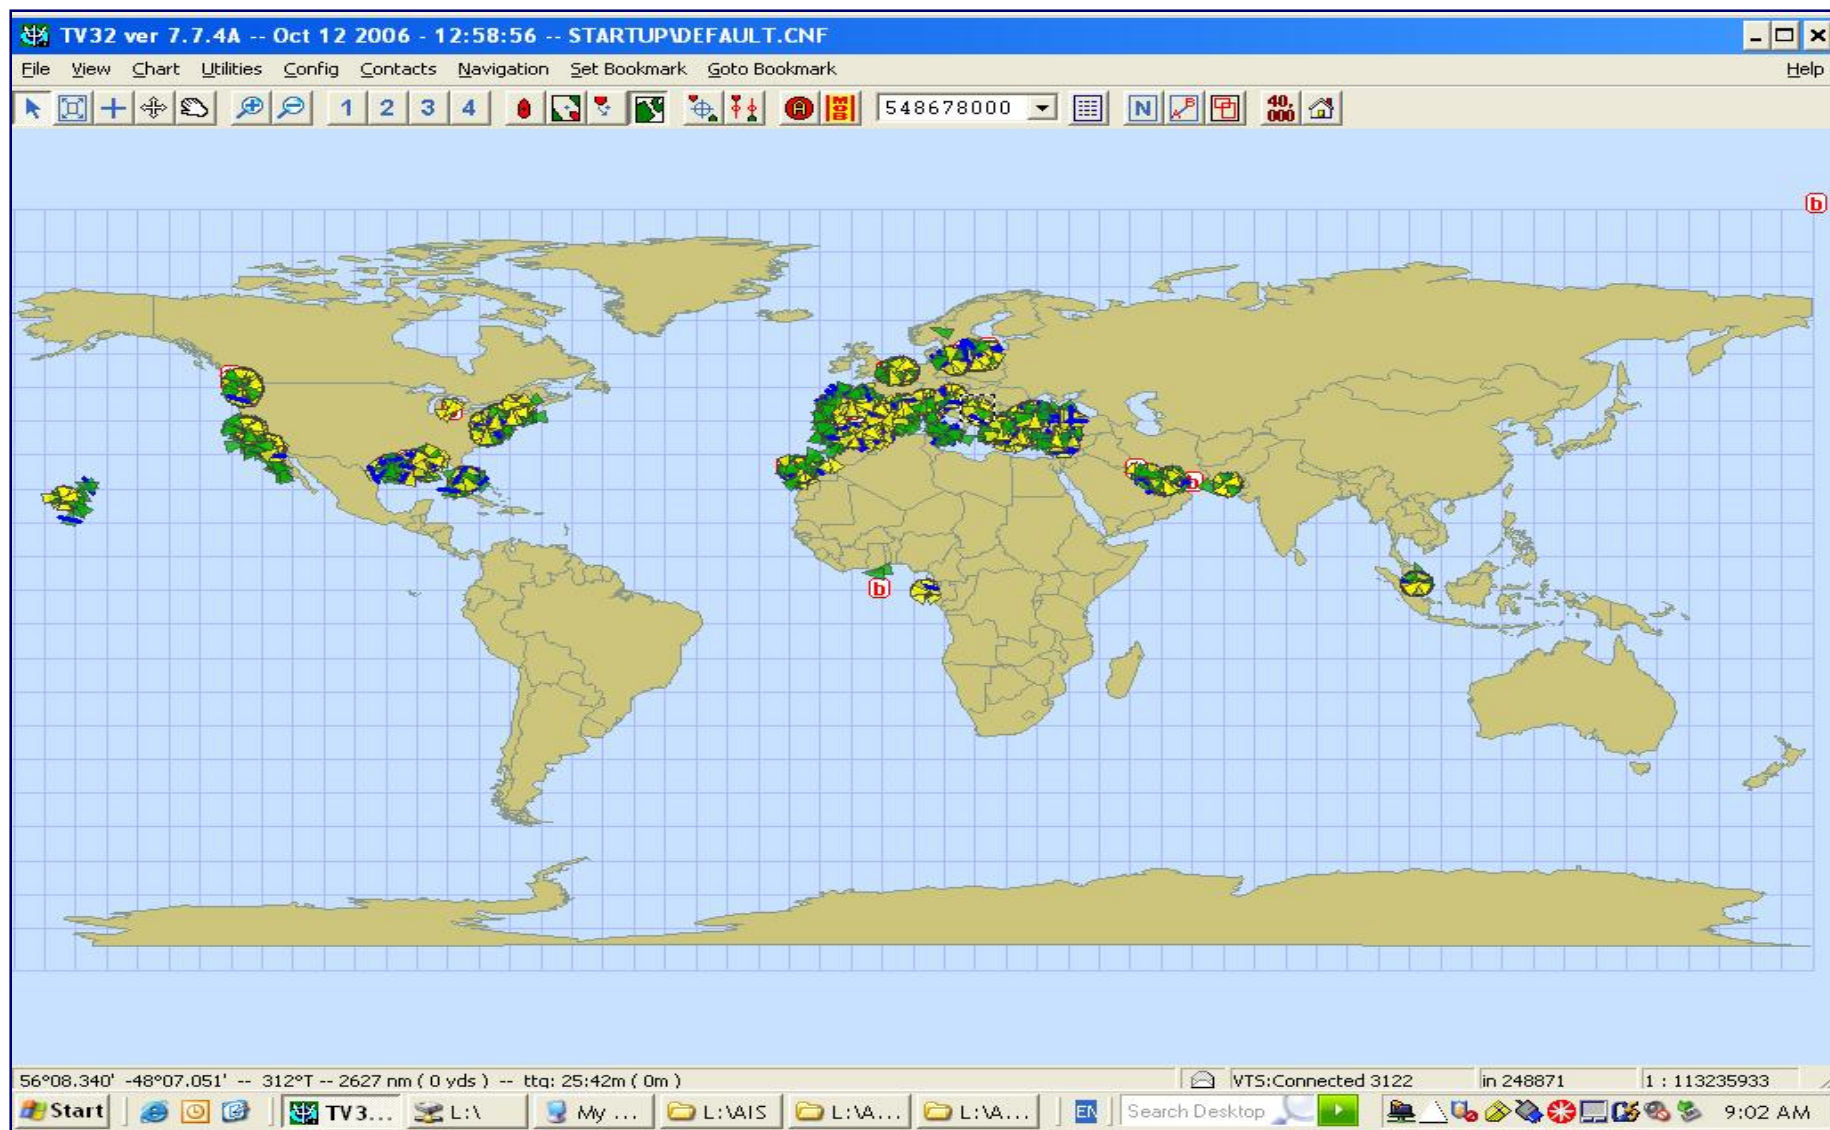 TV32 ver 7.7.4A -- Oct 12 2006 - 12:58:56 -- STARTUP\DEFAULT.CNF
File View Chart Utilities Config Contacts Navigation Set Bookmark Goto Bookmark Help
1 2 3 4 A MOB 548678000 N B 40,000
b
b
b
56°08.340' -48°07.051' -- 312°T -- 2627 nm ( 0 yds ) -- ttg: 25:42m ( 0m ) VTS:Connected 3122 in 248871 1 : 113235933
Start TV3... L:\ My ... L:\AIS L:\A... L:\A... EN Search Desktop 9:02 AM